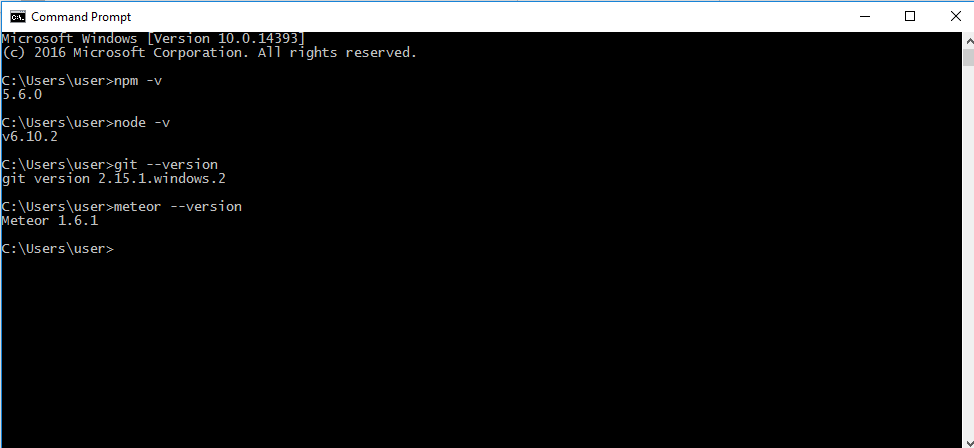 Command Prompt
Microsoft Windows [Version 10.0.14393]
(c) 2016 Microsoft Corporation. All rights reserved.
C:\Users\user>npm -v
5.6.0
C:\Users\user>node -v
v6.10.2
C:\Users\user>git --version
git version 2.15.1.windows.2
C:\Users\user>meteor --version
Meteor 1.6.1
C:\Users\user>